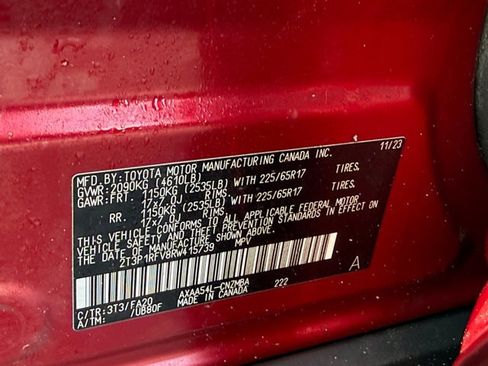 MFD. BY:TOYOTA MOTOR MANUFACTURING CANADA INC. 11/23
GVWR: 2090KG (4610LB)
GAWR: FRT. 1150KG (2535LB) WITH 225/65R17 TIRES,
17x7.0J RIMS
RR. 1150KG (2535LB) WITH 225/65R17 TIRES,
17x7.0J RIMS
THIS VEHICLE CONFORMS TO ALL APPLICABLE FEDERAL MOTOR
VEHICLE SAFETY AND THEFT PREVENTION STANDARDS IN EFFECT ON
THE DATE OF MANUFACTURE SHOWN ABOVE.
2T3P1RFV8RW415739 MPV
A
C/TR:3T3/FA20 AXAA54L-CNZMBA 222
A/TM: /UB80F MADE IN CANADA